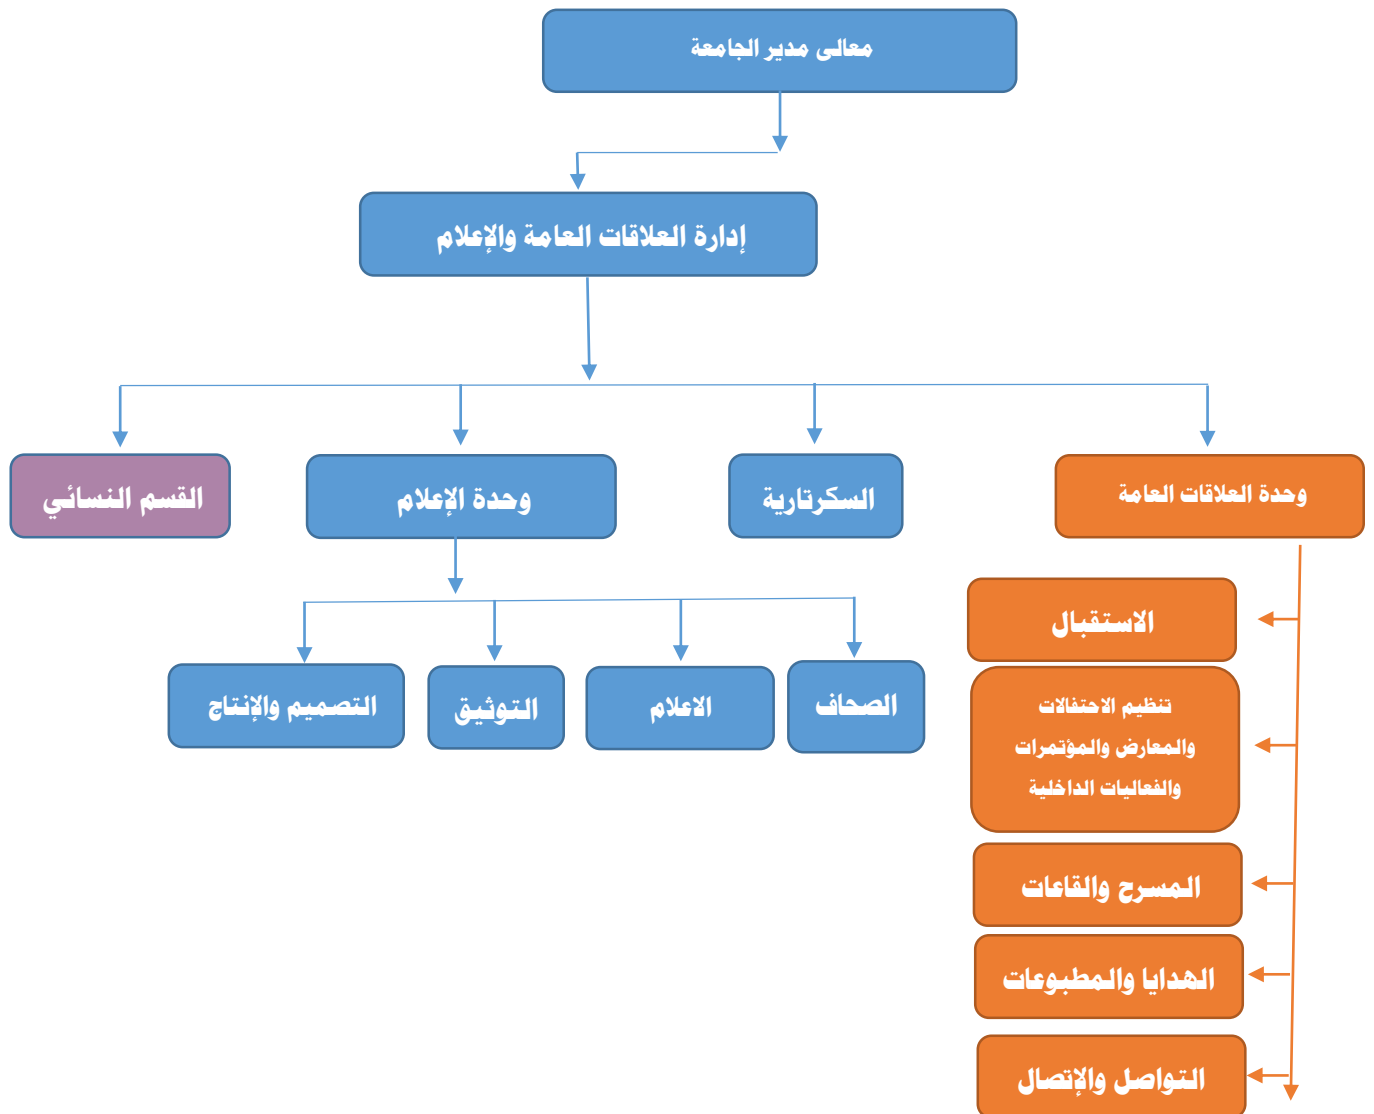 معالى مدير الجامعة
إدارة العلاقات العامة والإعلام
وحدة العلاقات العامة
السكرتارية
وحدة الإعلام
القسم النسائي
الاستقبال
تنظيم الاحتفالات
والمعارض والمؤتمرات
والفعاليات الداخلية
المسرح والقاعات
الهدايا والمطبوعات
التواصل والإتصال
الصحاف
الاعلام
التوثيق
التصميم والإنتاج